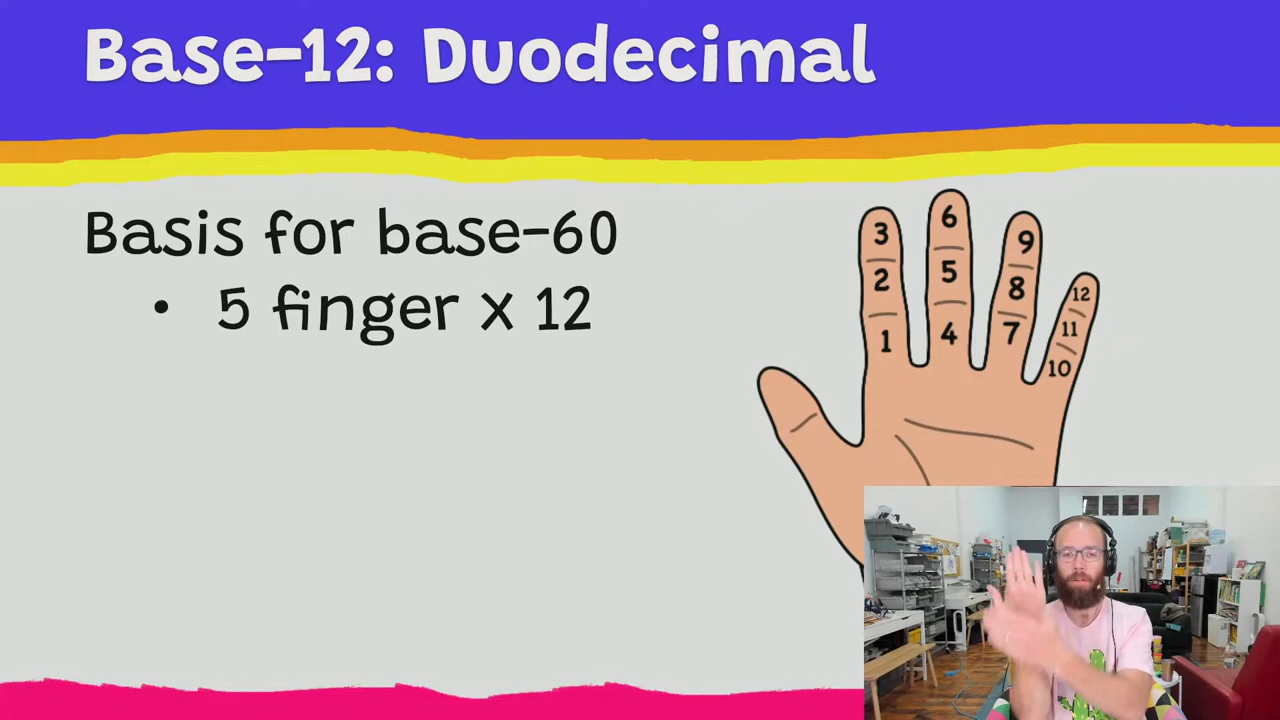 Base-12: Duodecimal
Basis for base-60
• 5 finger x 12
3 6 9 12
2 5 8 11
1 4 7 10